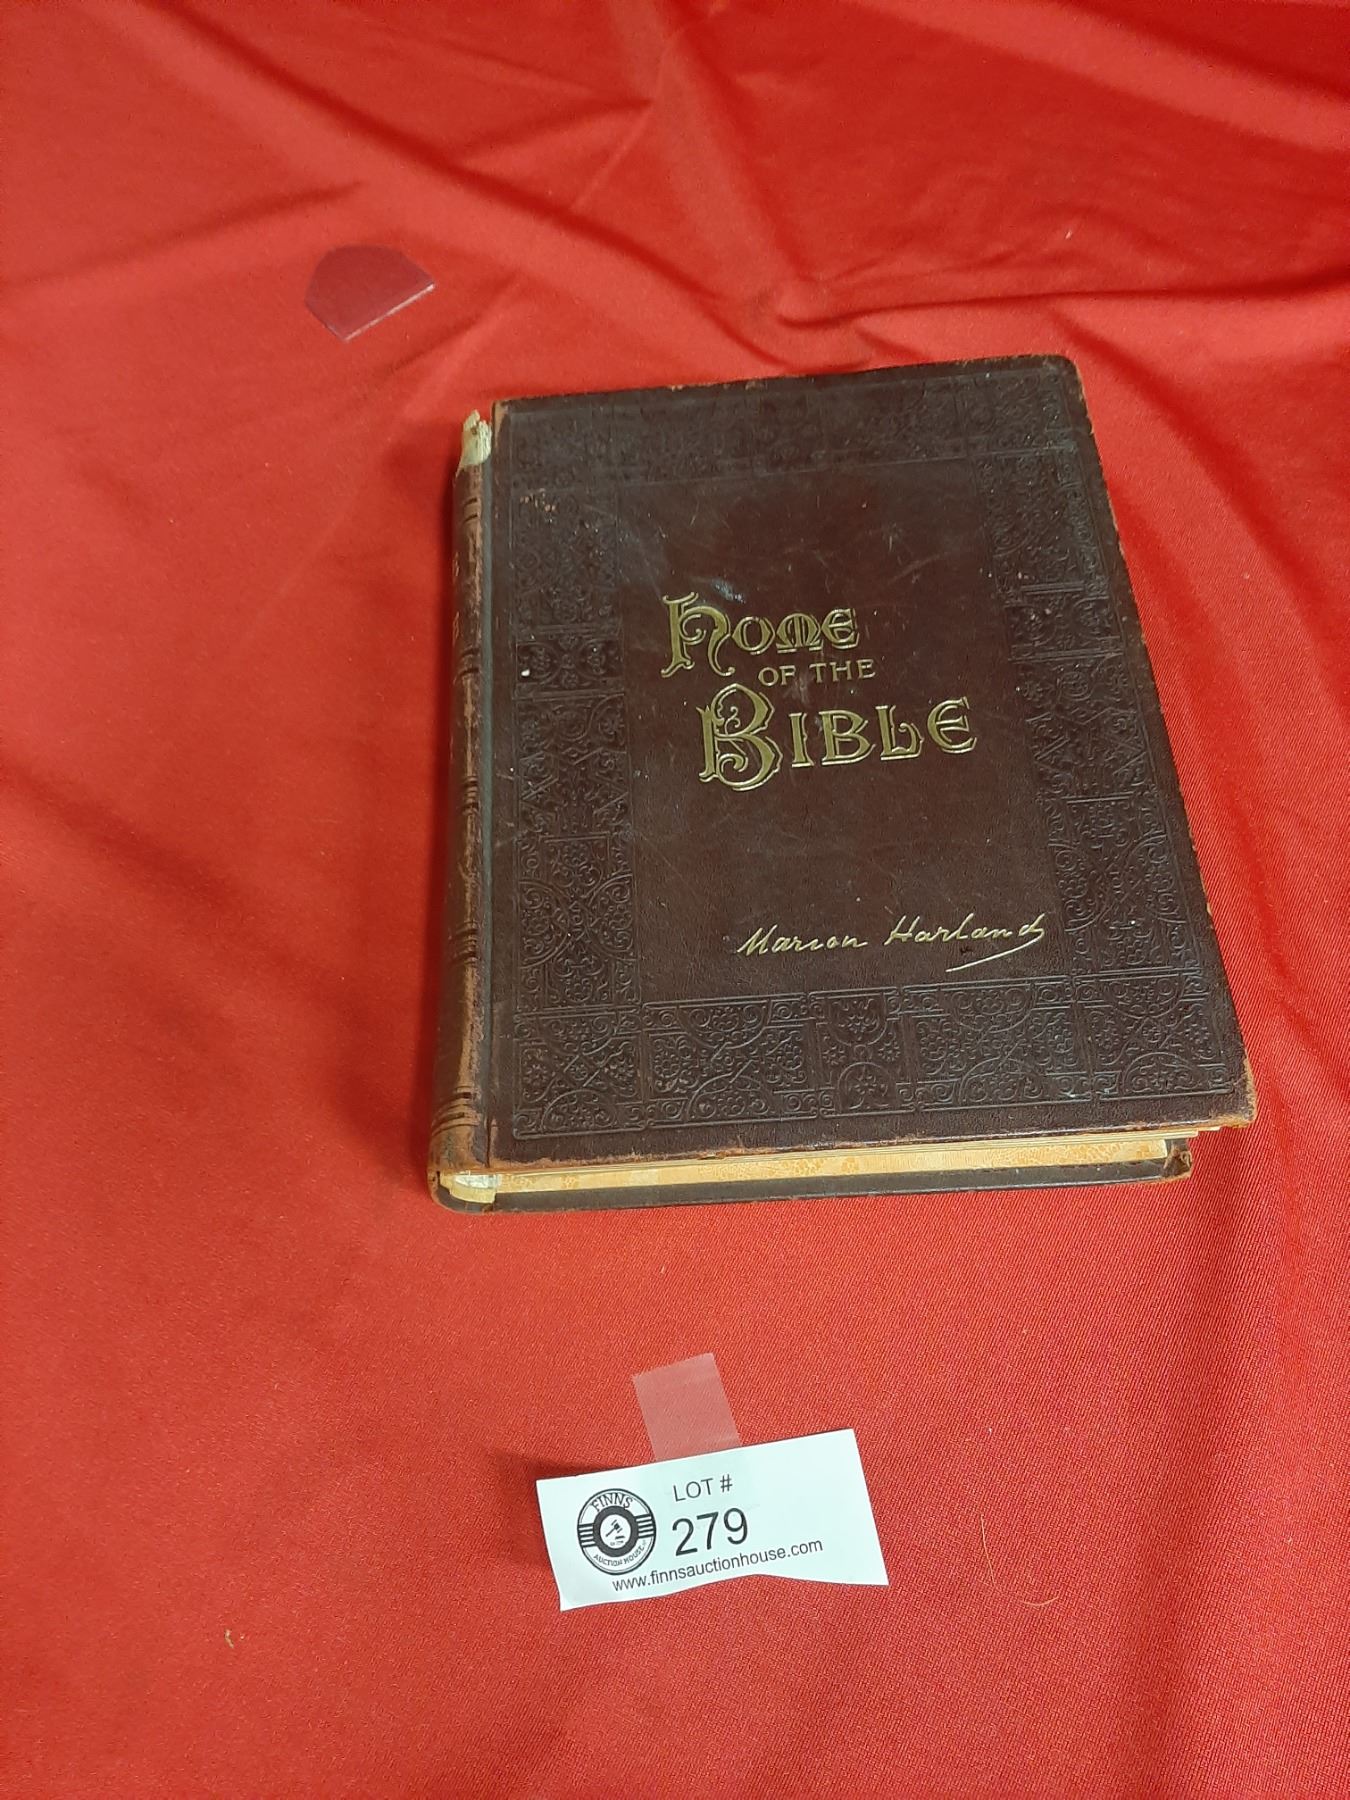 HOME
OF THE
BIBLE
Marion Harland
LOT #
279
FINNS
AUCTION HOUSE
www.finnsauctionhouse.com